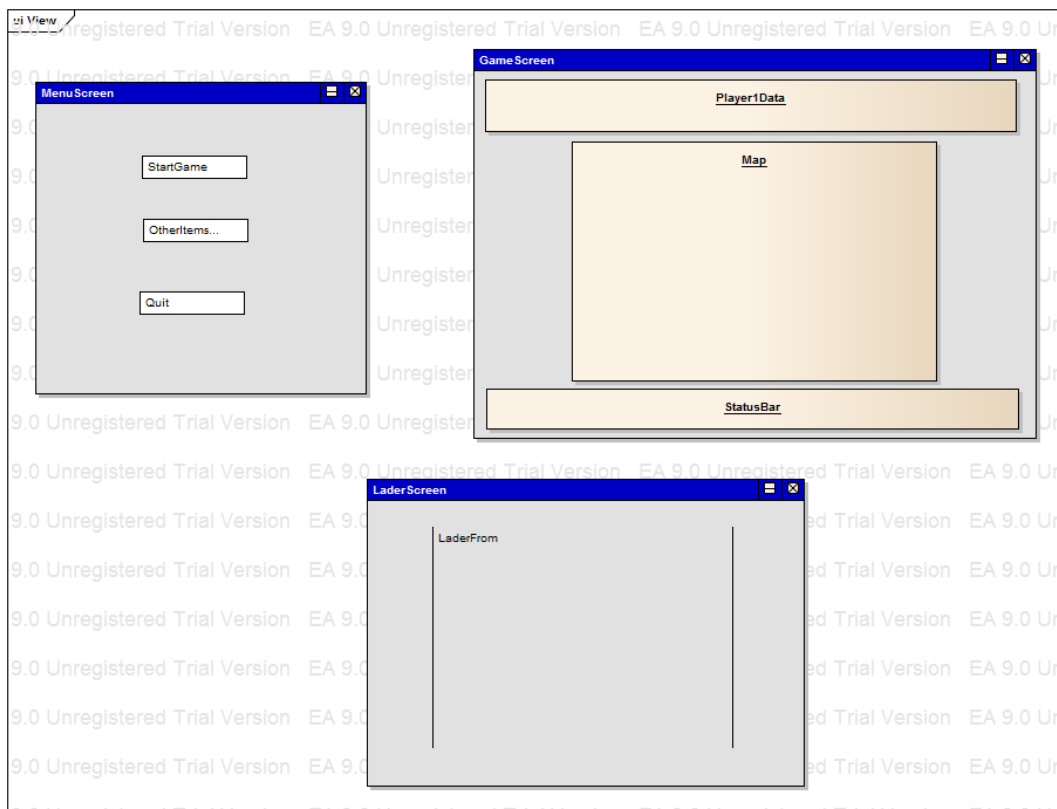 ui View
EA 9.0 Unregistered Trial Version
MenuScreen
StartGame
OtherItems...
Quit
GameScreen
Player1Data
Map
StatusBar
LaderScreen
LaderFrom